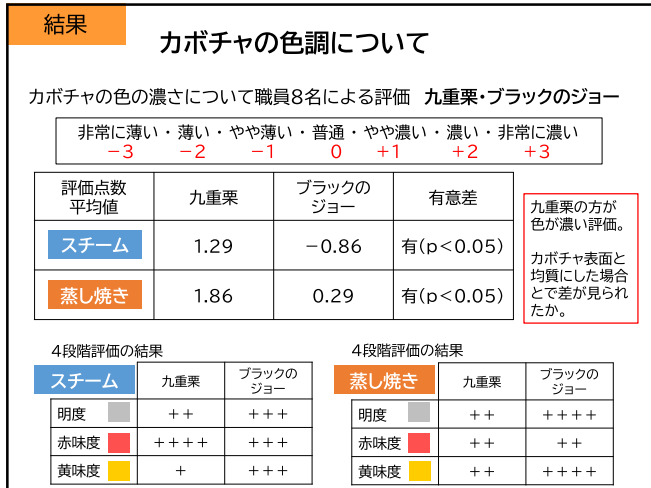 結果
カボチャの色調について
カボチャの色の濃さについて職員8名による評価 九重栗・ブラックのジョー
非常に薄い・薄い・やや薄い・普通・やや濃い・濃い・非常に濃い
−3 −2 −1 0 +1 +2 +3
評価点数
平均値
九重栗
ブラックの
ジョー
有意差
スチーム 1.29 −0.86 有(p<0.05)
蒸し焼き 1.86 0.29 有(p<0.05)
九重栗の方が
色が濃い評価。
カボチャ表面と
均質にした場合
とで差が見られ
たか。
4段階評価の結果
スチーム
九重栗
ブラックの
ジョー
明度 ++ +++
赤味度 ++++ +++
黄味度 + +++
4段階評価の結果
蒸し焼き
九重栗
ブラックの
ジョー
明度 ++ ++++
赤味度 ++ ++
黄味度 ++ ++++